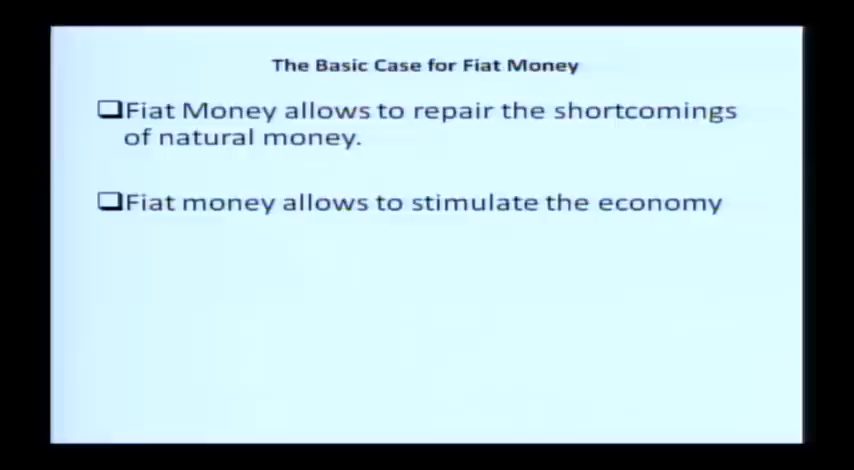 The Basic Case for Fiat Money
❑Fiat Money allows to repair the shortcomings
of natural money.
❑Fiat money allows to stimulate the economy